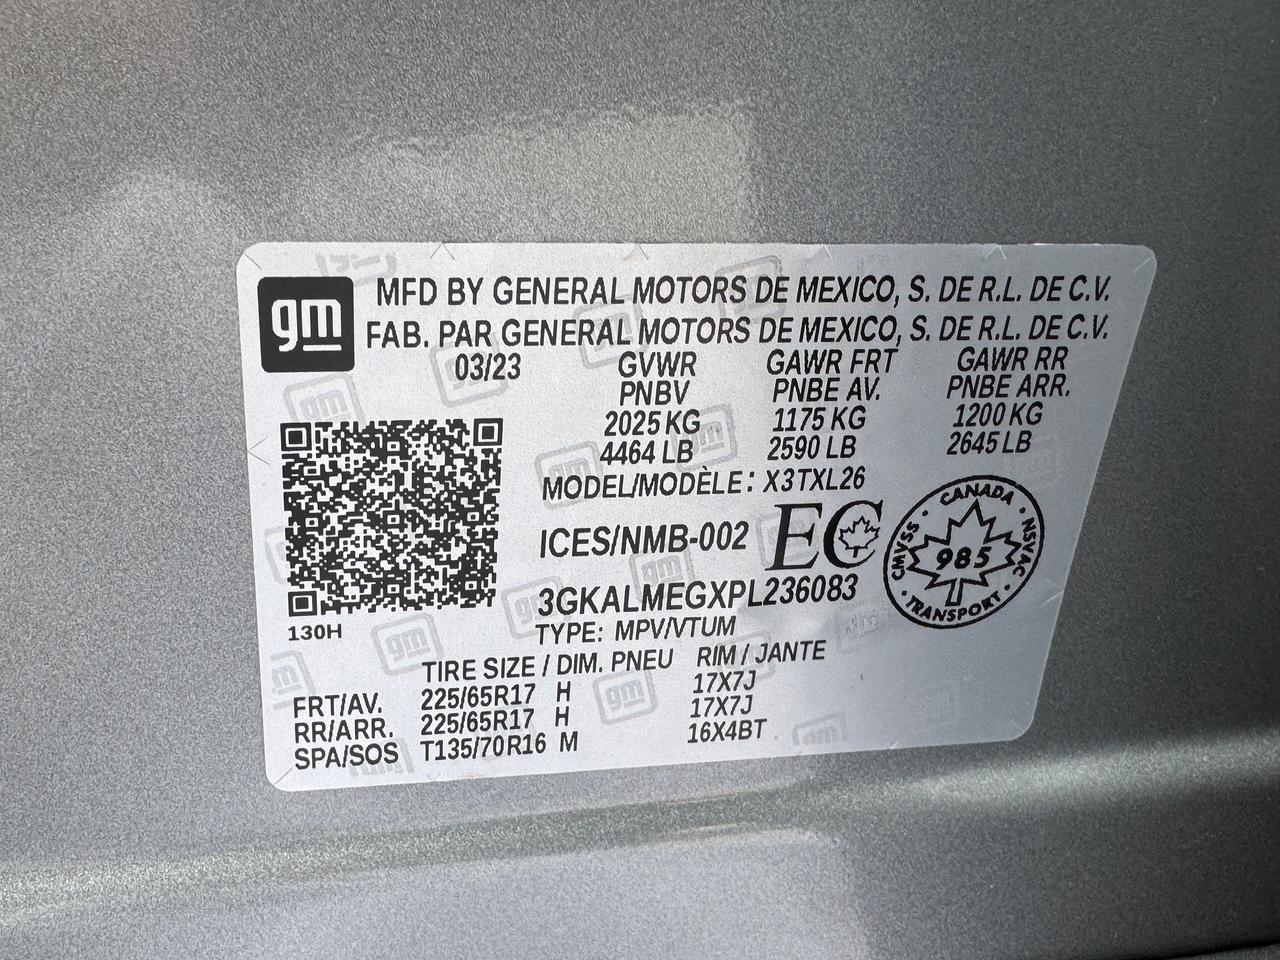 gm
MFD BY GENERAL MOTORS DE MEXICO, S. DE R.L. DE C.V.
FAB. PAR GENERAL MOTORS DE MEXICO, S. DE R.L. DE C.V.
03/23 GVWR GAWR FRT GAWR RR
PNBV PNBE AV. PNBE ARR.
2025 KG 1175 KG 1200 KG
4464 LB 2590 LB 2645 LB
MODEL/MODÈLE: X3TXL26
ICES/NMB-002 EC
CANADA
CMVSS 985 NSVAC
TRANSPORT
3GKALMEGXPL236083
130H TYPE: MPV/VTUM
TIRE SIZE / DIM. PNEU RIM / JANTE
FRT/AV. 225/65R17 H 17X7J
RR/ARR. 225/65R17 H 17X7J
SPA/SOS T135/70R16 M 16X4BT